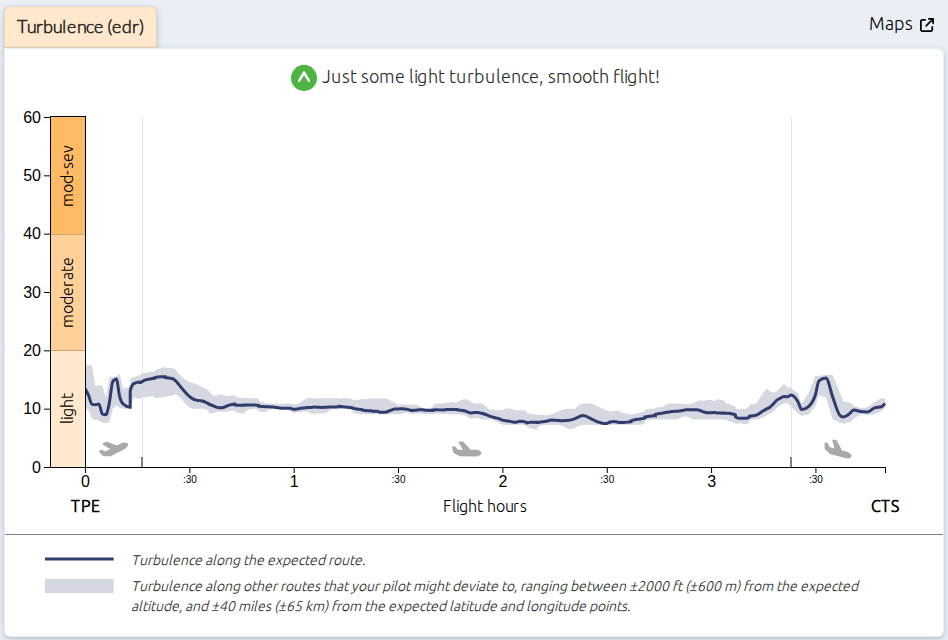 Turbulence (edr)
Maps
Just some light turbulence, smooth flight!
60
50
40
30
20
10
0
mod-sev
moderate
light
0
:30
1
:30
2
:30
3
:30
TPE
Flight hours
CTS
Turbulence along the expected route.
Turbulence along other routes that your pilot might deviate to, ranging between ±2000 ft (±600 m) from the expected
altitude, and ±40 miles (±65 km) from the expected latitude and longitude points.